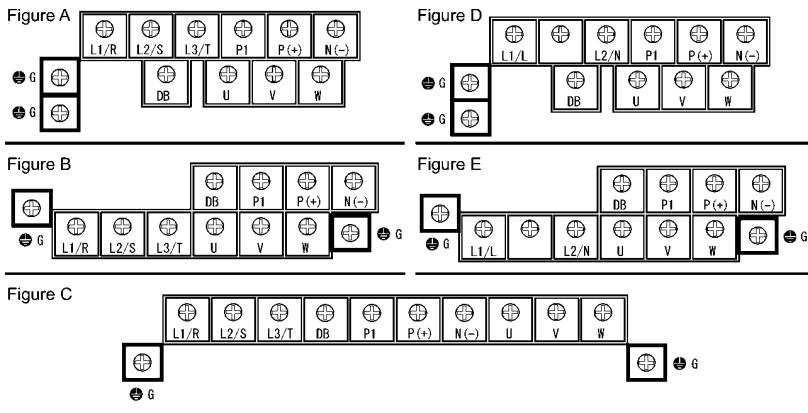 Figure A
L1/R L2/S L3/T P1 P(+) N(-)
G
DB U V W
G
Figure D
L1/L L2/N P1 P(+) N(-)
G
DB U V W
G
Figure B
DB P1 P(+) N(-)
L1/R L2/S L3/T U V W
G G
Figure E
DB P1 P(+) N(-)
L1/L L2/N U V W
G G
Figure C
L1/R L2/S L3/T DB P1 P(+) N(-) U V W
G
G